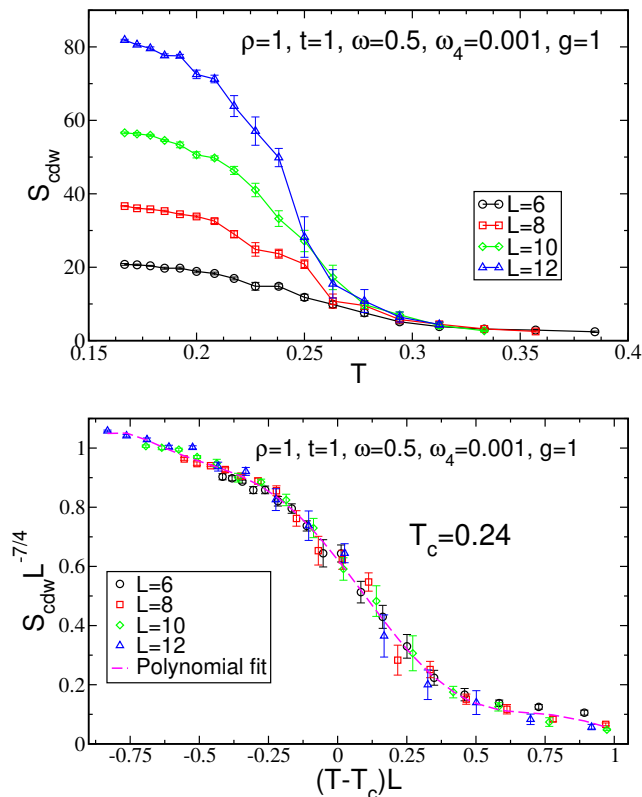 ρ=1, t=1, ω=0.5, ω₄=0.001, g=1
80
60
40
20
0
S_cdw
L=6
L=8
L=10
L=12
0.15 0.2 0.25 0.3 0.35 0.4
T
ρ=1, t=1, ω=0.5, ω₄=0.001, g=1
T_c=0.24
1
0.8
0.6
0.4
0.2
0
S_cdw L^-7/4
L=6
L=8
L=10
L=12
Polynomial fit
-0.75 -0.5 -0.25 0 0.25 0.5 0.75 1
(T-T_c)L